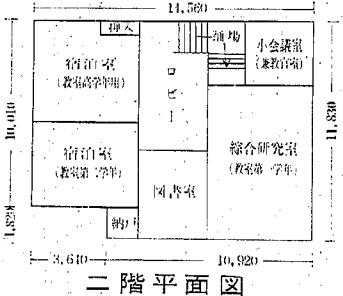 14,560
押入
踊場
小会議室
(兼教官室)
宿泊室
(教室高学年用)
ロビー
10,010
11,830
宿泊室
(教室第一学年)
綜合研究室
(教室第一学年)
図書室
納戸
3,640
10,920
二階平面図